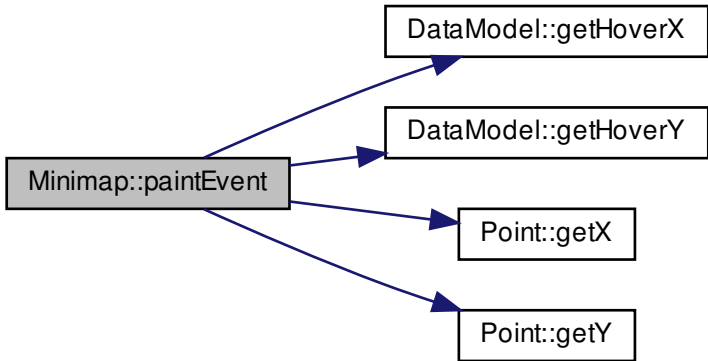 DataModel::getHoverX
DataModel::getHoverY
Minimap::paintEvent
Point::getX
Point::getY